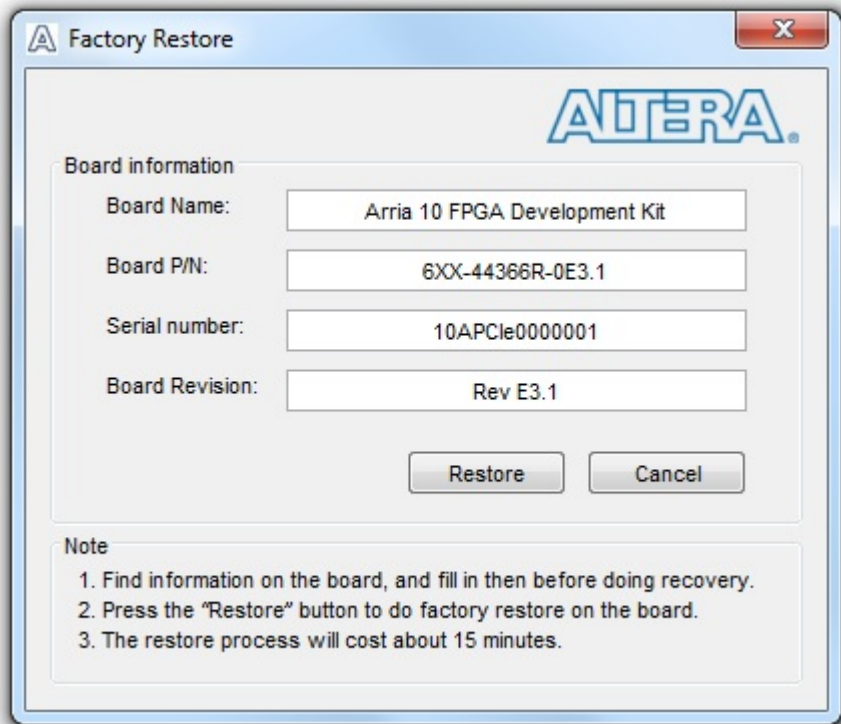 Factory Restore
ALTERA®
Board information
Board Name:
Arria 10 FPGA Development Kit
Board P/N:
6XX-44366R-0E3.1
Serial number:
10APCIe0000001
Board Revision:
Rev E3.1
Restore
Cancel
Note
1. Find information on the board, and fill in then before doing recovery.
2. Press the "Restore" button to do factory restore on the board.
3. The restore process will cost about 15 minutes.